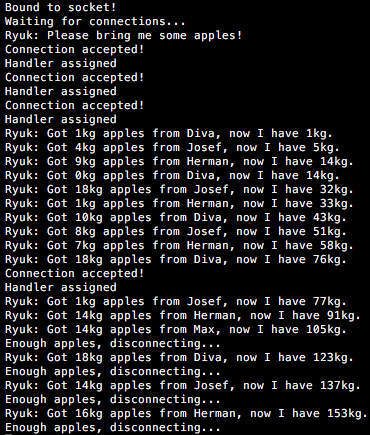 Bound to socket!
Waiting for connections...
Ryuk: Please bring me some apples!
Connection accepted!
Handler assigned
Connection accepted!
Handler assigned
Connection accepted!
Handler assigned
Ryuk: Got 1kg apples from Diva, now I have 1kg.
Ryuk: Got 4kg apples from Josef, now I have 5kg.
Ryuk: Got 9kg apples from Herman, now I have 14kg.
Ryuk: Got 0kg apples from Diva, now I have 14kg.
Ryuk: Got 18kg apples from Josef, now I have 32kg.
Ryuk: Got 1kg apples from Herman, now I have 33kg.
Ryuk: Got 10kg apples from Diva, now I have 43kg.
Ryuk: Got 8kg apples from Josef, now I have 51kg.
Ryuk: Got 7kg apples from Herman, now I have 58kg.
Ryuk: Got 18kg apples from Diva, now I have 76kg.
Connection accepted!
Handler assigned
Ryuk: Got 1kg apples from Josef, now I have 77kg.
Ryuk: Got 14kg apples from Herman, now I have 91kg.
Ryuk: Got 14kg apples from Max, now I have 105kg.
Enough apples, disconnecting...
Ryuk: Got 18kg apples from Diva, now I have 123kg.
Enough apples, disconnecting...
Ryuk: Got 14kg apples from Josef, now I have 137kg.
Enough apples, disconnecting...
Ryuk: Got 16kg apples from Herman, now I have 153kg.
Enough apples, disconnecting...